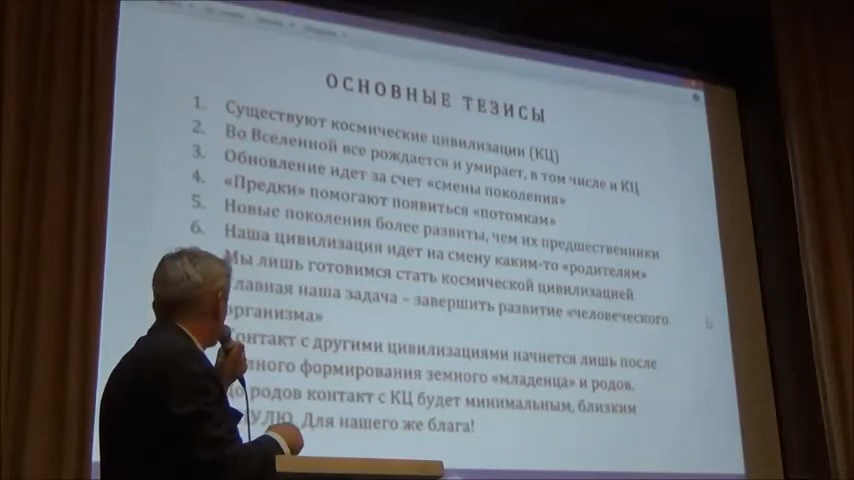 ОСНОВНЫЕ ТЕЗИСЫ
1. Существуют космические цивилизации (КЦ)
2. Во Вселенной все рождается и умирает, в том числе и КЦ
3. Обновление идет за счет «смены поколения»
4. «Предки» помогают появиться «потомкам»
5. Новые поколения более развиты, чем их предшественники
6. Наша цивилизация идет на смену каким-то «родителям»
Мы лишь готовимся стать космической цивилизацией
Главная наша задача – завершить развитие «человеческого
организма»
Контакт с другими цивилизациями начнется лишь после
формирования земного «младенца» и родов.
До родов контакт с КЦ будет минимальным, близким
НУЛЮ. Для нашего же блага!